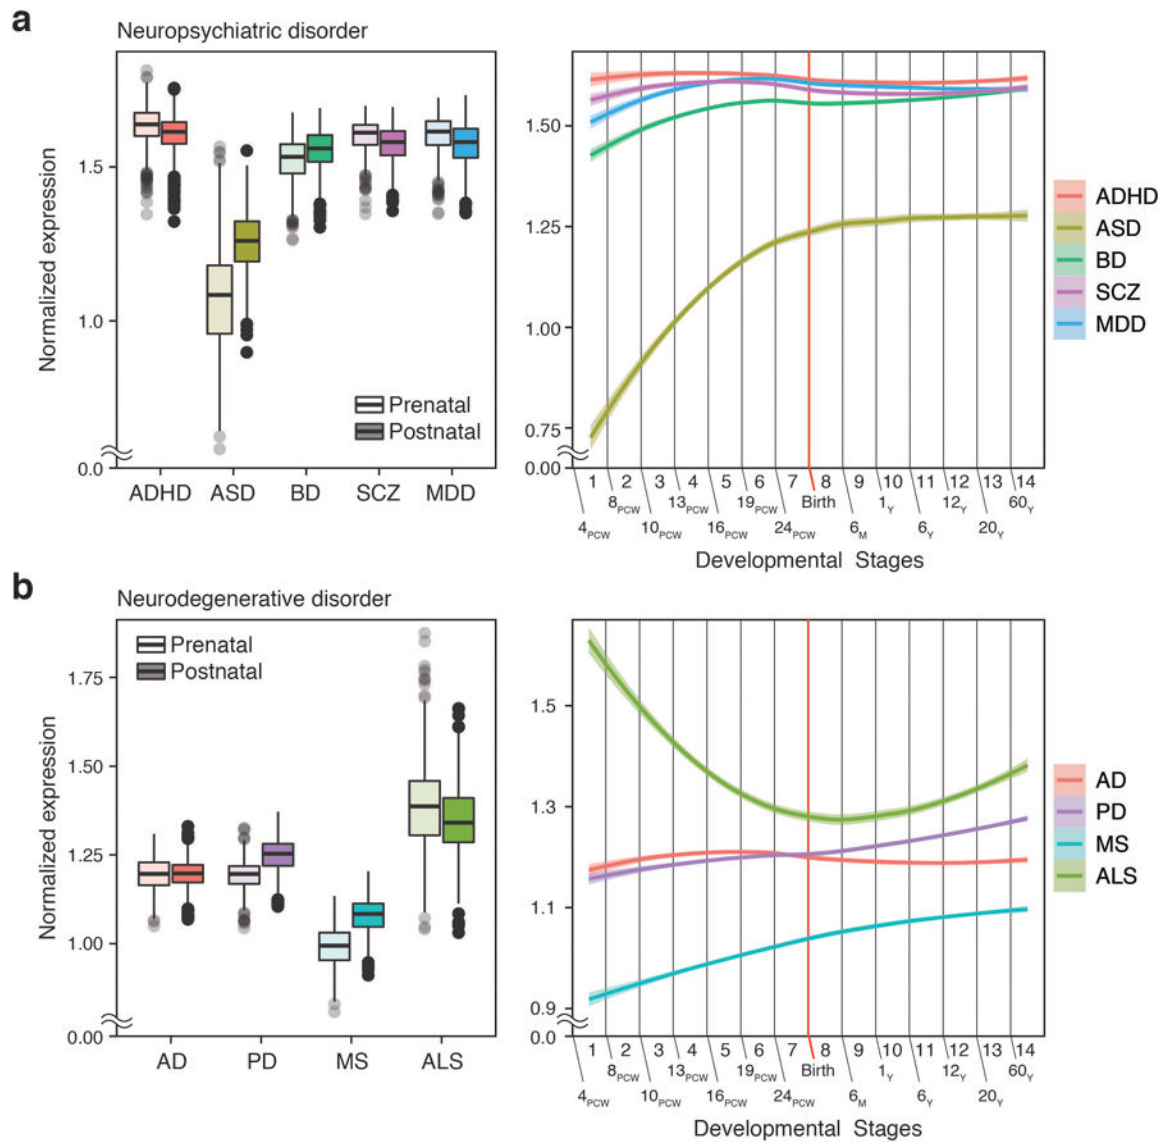 a
Neuropsychiatric disorder
Normalized expression
1.5
1.0
0.0
Prenatal
Postnatal
ADHD ASD BD SCZ MDD
1.50
1.25
1.00
0.75
0.00
1 2 3 4 5 6 7 8 9 10 11 12 13 14
8PCW 13PCW 19PCW Birth 1Y 12Y 60Y
4PCW 10PCW 16PCW 24PCW 6M 6Y 20Y
Developmental Stages
ADHD
ASD
BD
SCZ
MDD
b
Neurodegenerative disorder
Normalized expression
Prenatal
Postnatal
1.75
1.50
1.25
1.00
0.00
AD PD MS ALS
1.5
1.3
1.1
0.9
0.0
1 2 3 4 5 6 7 8 9 10 11 12 13 14
8PCW 13PCW 19PCW Birth 1Y 12Y 60Y
4PCW 10PCW 16PCW 24PCW 6M 6Y 20Y
Developmental Stages
AD
PD
MS
ALS